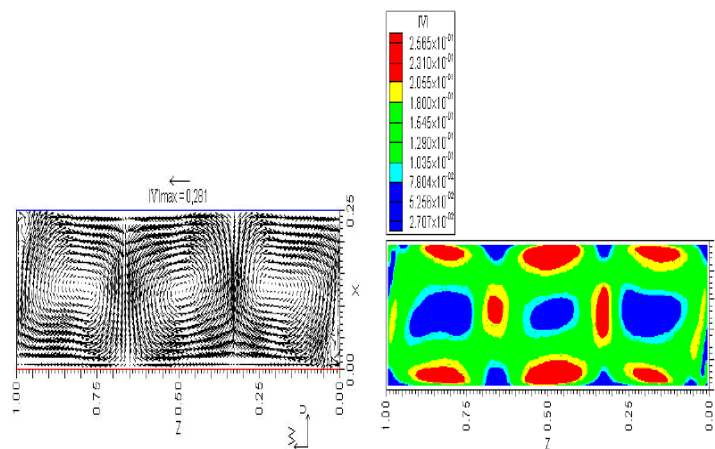 |V|max = 0,281
0.25
X
0.00
1.00
0.75
0.50
0.25
0.00
Z
U
W
|V|
2.565x10-01
2.310x10-01
2.055x10-01
1.800x10-01
1.545x10-01
1.290x10-01
1.035x10-01
7.804x10-02
5.256x10-02
2.707x10-02
1.00
0.75
0.50
0.25
0.00
Z